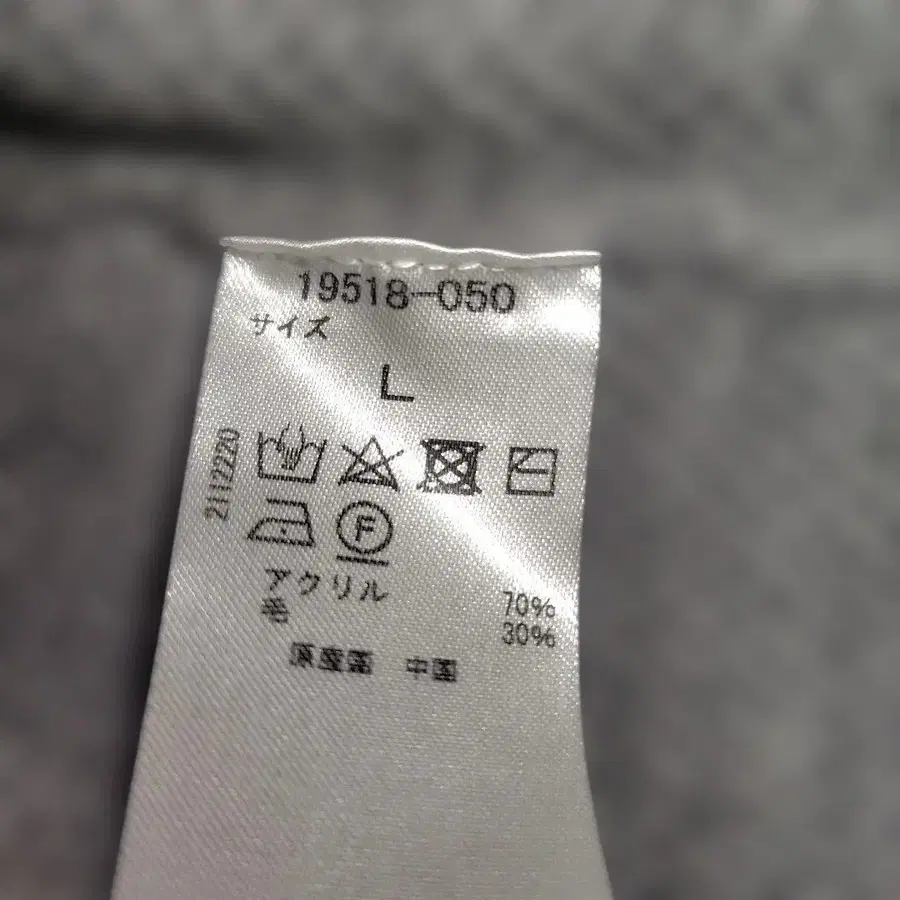 19518-050
サイズ
L
2112220
F
アクリル 70%
毛 30%
原産国 中国